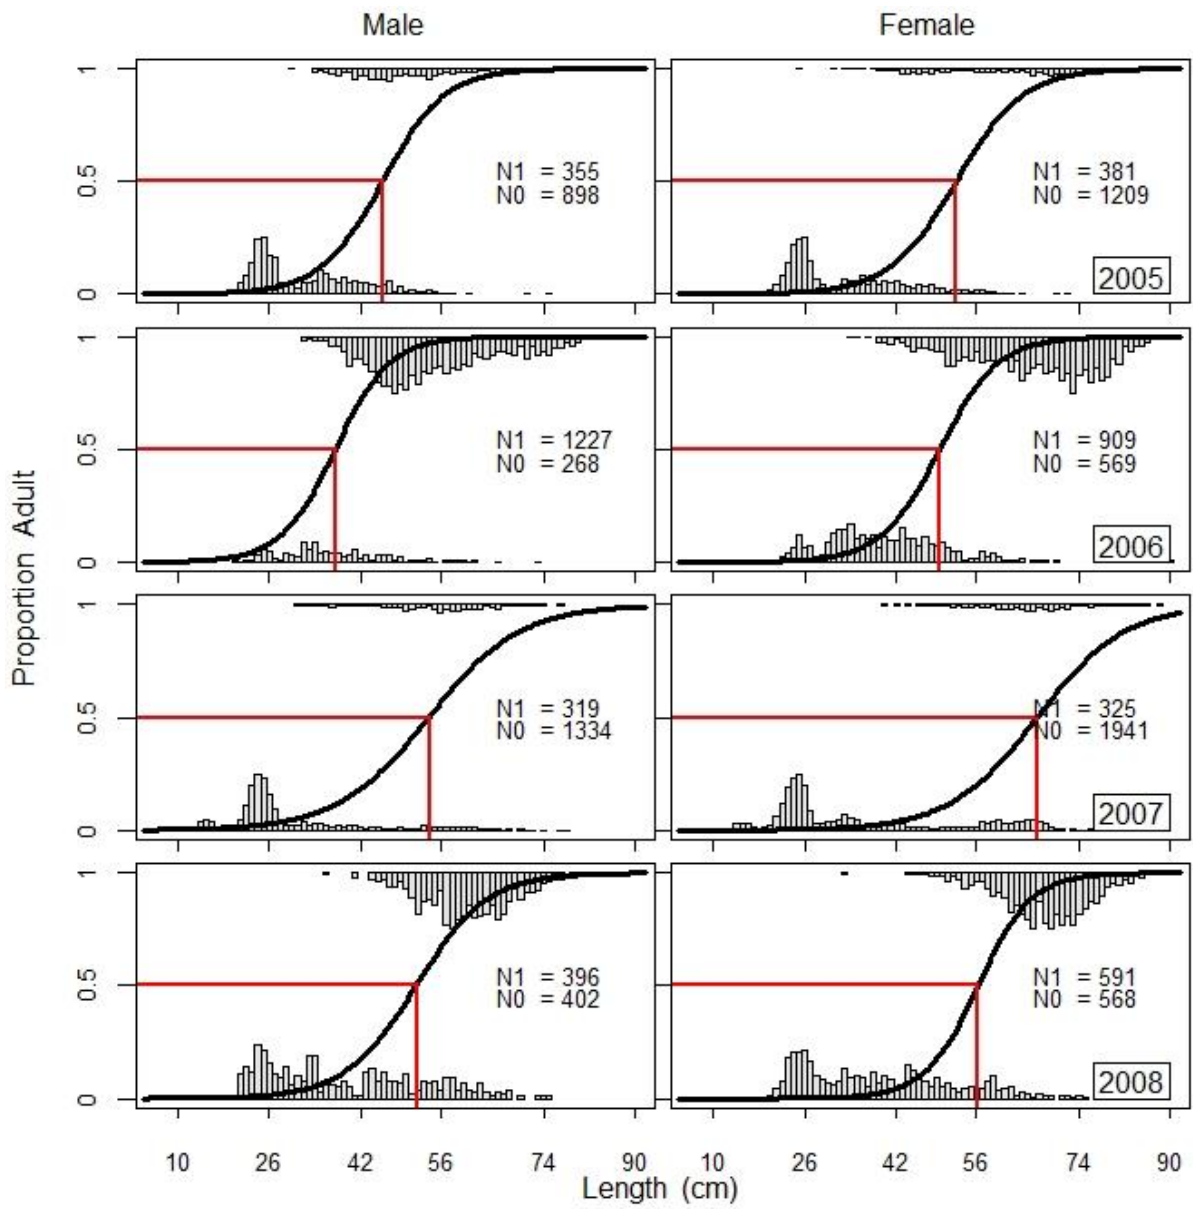 Male Female
1
0.5
0
N1 = 355
N0 = 898
N1 = 381
N0 = 1209
2005
1
0.5
0
N1 = 1227
N0 = 268
N1 = 909
N0 = 569
2006
Proportion Adult
1
0.5
0
N1 = 319
N0 = 1334
N1 = 325
N0 = 1941
2007
1
0.5
0
N1 = 396
N0 = 402
N1 = 591
N0 = 568
2008
10 26 42 56 74 90 10 26 42 56 74 90
Length (cm)